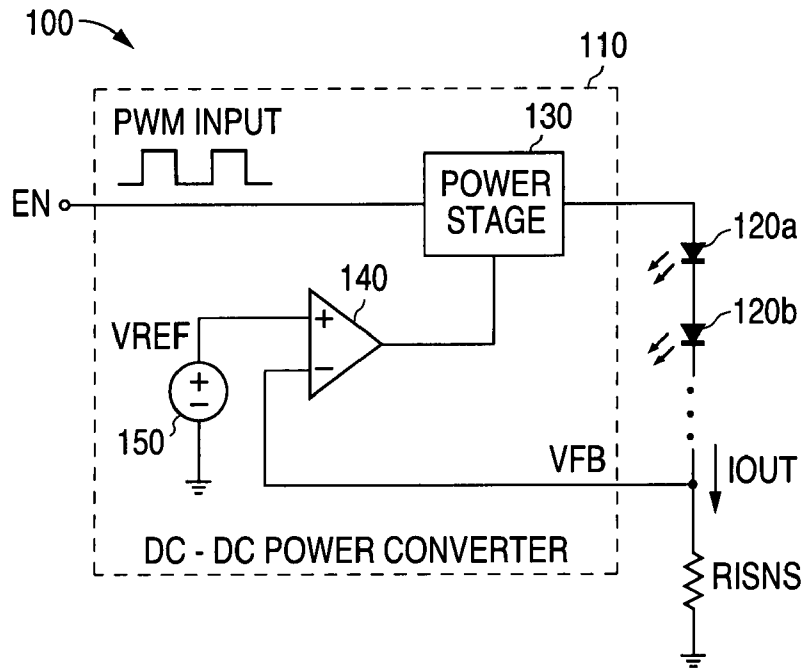 100
110
PWM INPUT
130
EN
POWER
STAGE
120a
140
VREF
+
−
120b
+
−
150
VFB
IOUT
DC - DC POWER CONVERTER
RISNS